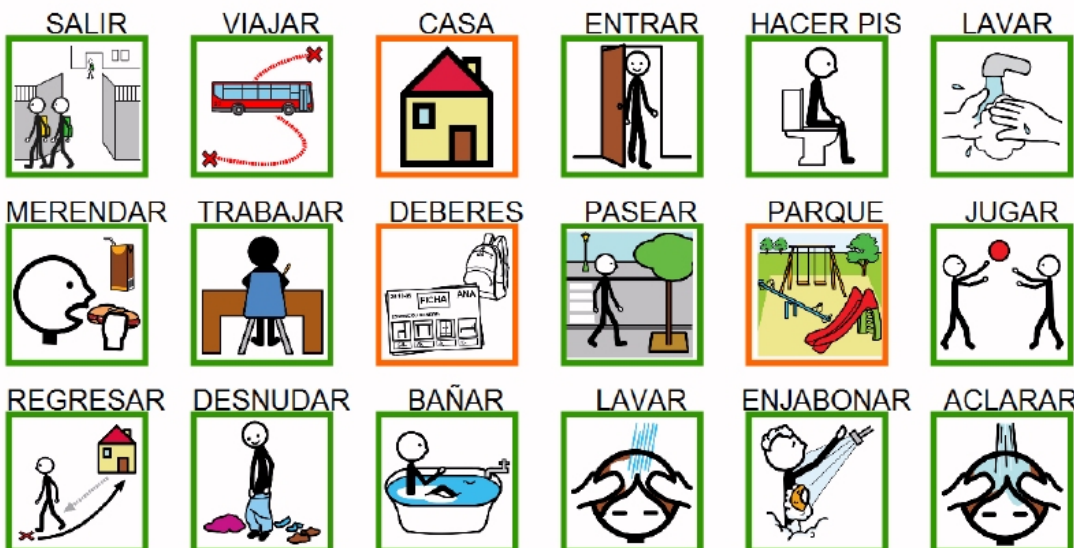 SALIR VIAJAR CASA ENTRAR HACER PIS LAVAR
MERENDAR TRABAJAR DEBERES PASEAR PARQUE JUGAR
FICHA ANA
REGRESAR DESNUDAR BAÑAR LAVAR ENJABONAR ACLARAR